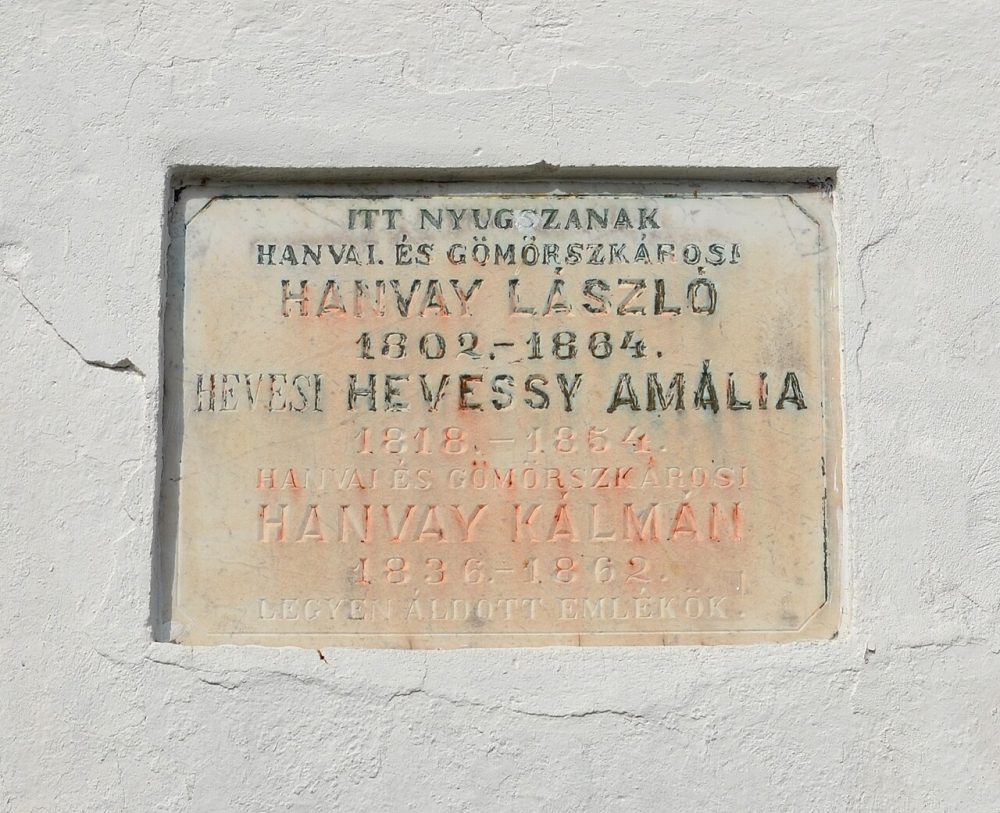 ITT NYUGSZANAK
HANVAI. ÉS GÖMÖRSZKÁROSI
HANVAY LÁSZLÓ
1802.-1864.
HEVESI HEVESSY AMÁLIA
1818.-1854.
HANVAI ÉS GÖMÖRSZKÁROSI
HANVAY KÁLMÁN
1836.-1862.
LEGYEN ÁLDOTT EMLÉKÖK.